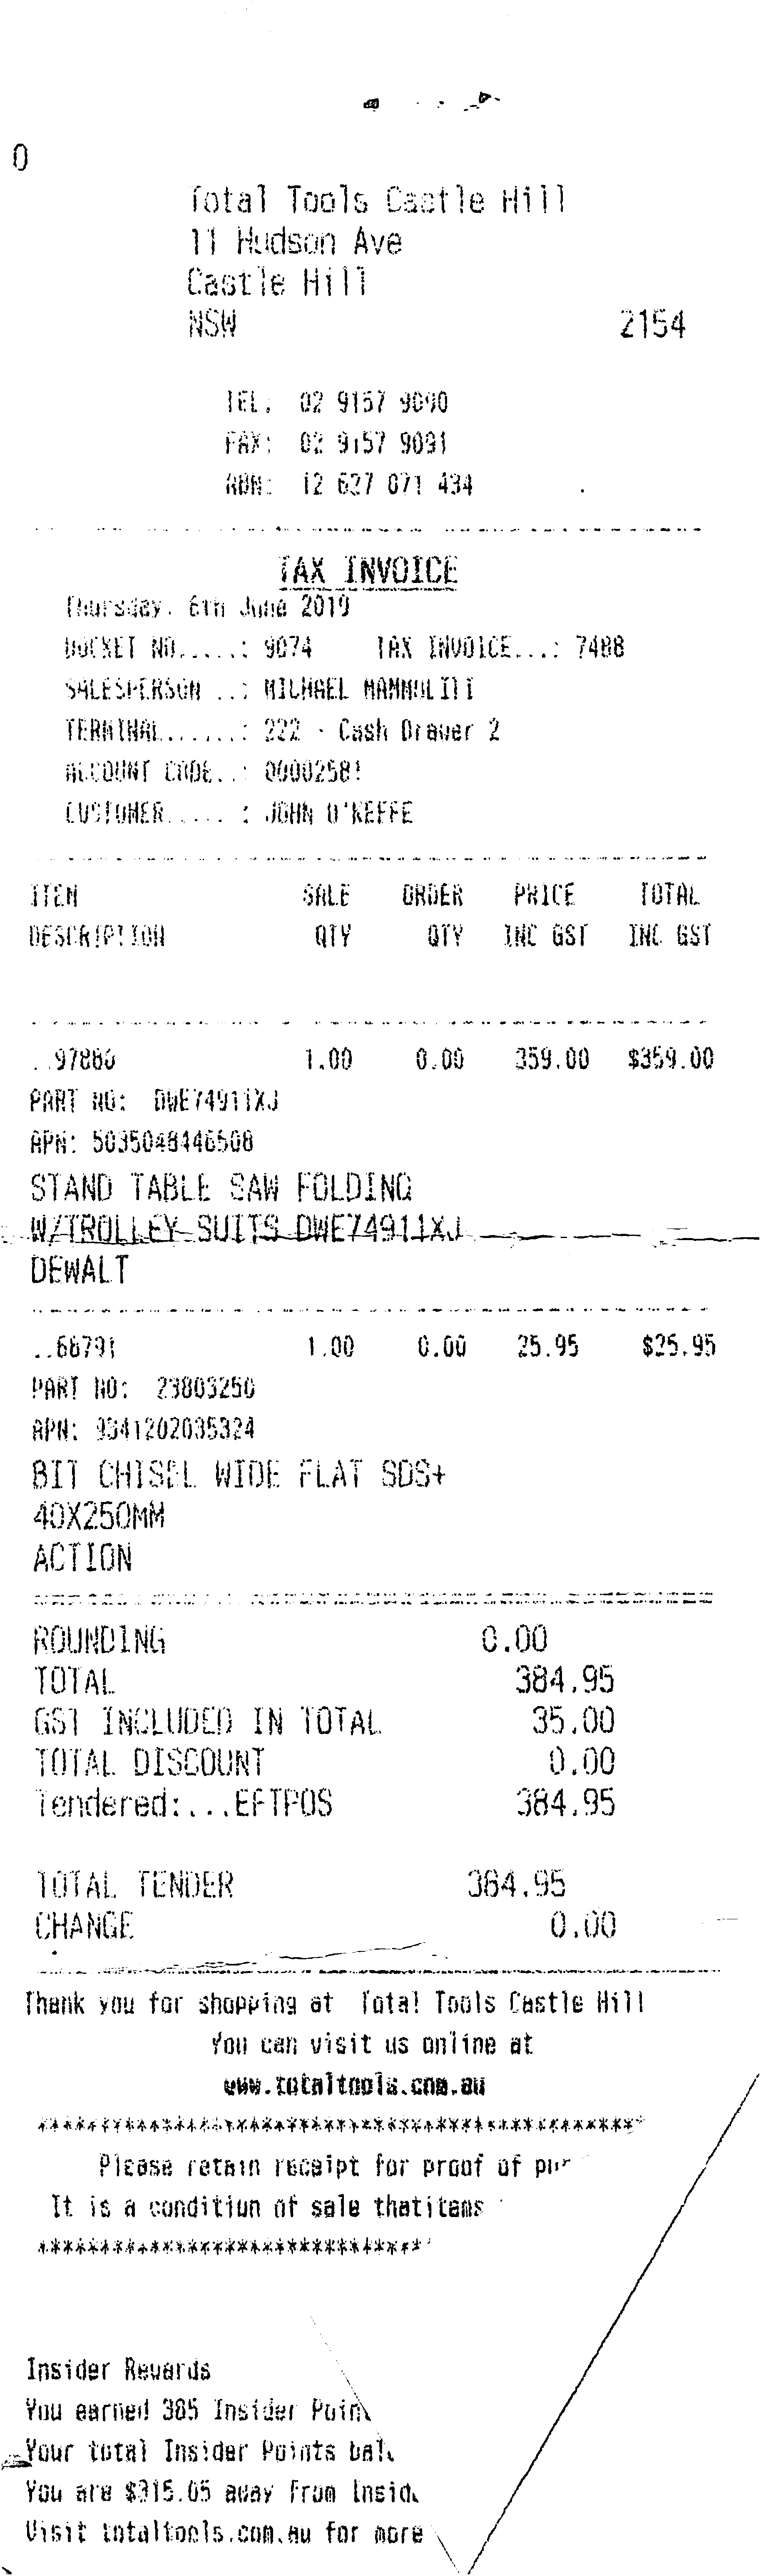 0
Total Tools Castle Hill
11 Hudson Ave
Castle Hill
NSW 2154
TEL: 02 9157 9090
FAX: 02 9157 9091
ABN: 12 627 071 434
TAX INVOICE
Thursday, 6th June 2019
DOCKET NO.....: 9074 TAX INVOICE...: 7488
SALESPERSON ..: MICHAEL
TERMINAL......: 222 - Cash Drawer 2
ACCOUNT CODE..: 00002581
CUSTOMER..... : JOHN O'KEFFE
ITEM SALE ORDER PRICE TOTAL
DESCRIPTION QTY QTY INC GST INC GST
..97880 1.00 0.00 359.00 $359.00
PART NO: DWE74911XJ
APN: 5035048446508
STAND TABLE SAW FOLDING
W/TROLLEY SUITS DWE74911XJ
DEWALT
..66791 1.00 0.00 25.95 $25.95
PART NO: 23803250
APN: 9341202035324
BIT CHISEL WIDE FLAT SDS+
40X250MM
ACTION
ROUNDING 0.00
TOTAL 384.95
GST INCLUDED IN TOTAL 35.00
TOTAL DISCOUNT 0.00
Tendered:...EFTPOS 384.95
TOTAL TENDER 384.95
CHANGE 0.00
Thank you for shopping at Total Tools Castle Hill
You can visit us online at
www.totaltools.com.au
Please retain receipt for proof of pur
It is a condition of sale thatitems
Insider Rewards
You earned 385 Insider Poin
Your total Insider Points bal
You are $315.05 away from Insid
Visit totaltools.com.au for more